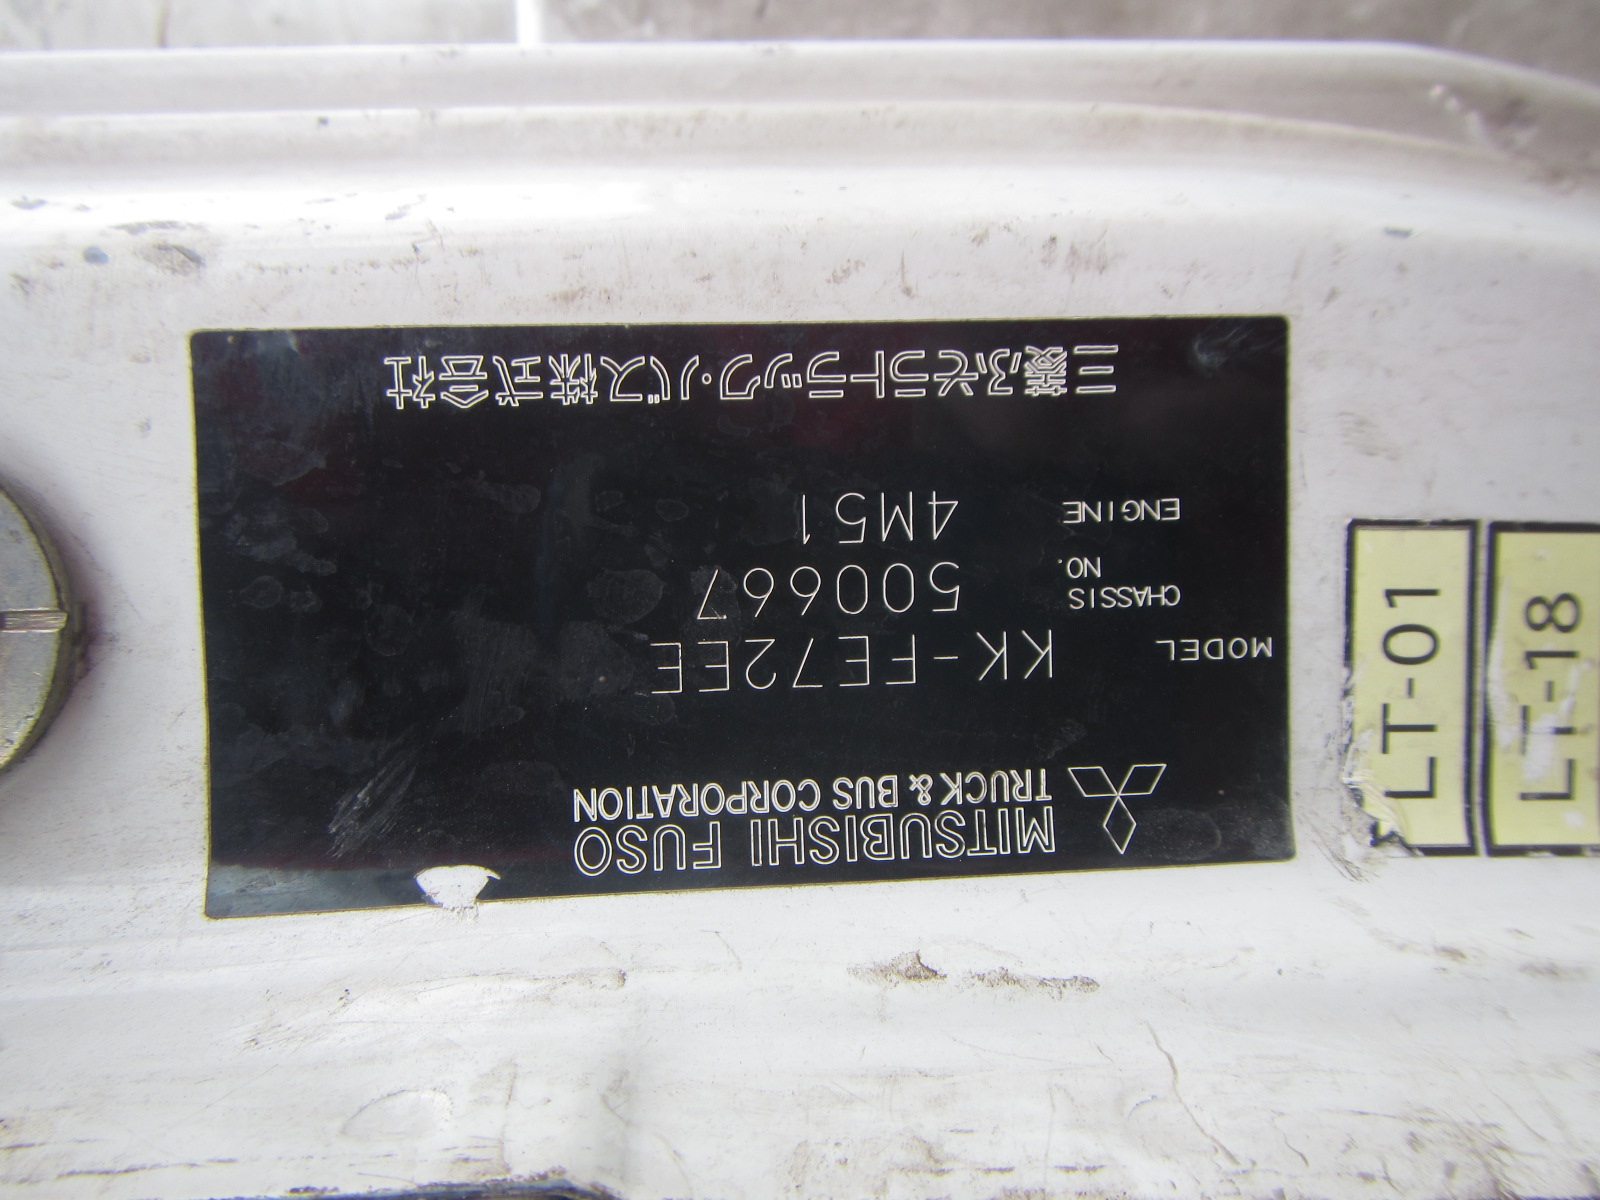 MITSUBISHI FUSO
TRUCK & BUS CORPORATION
MODEL KK-FE72EE
CHASSIS NO. 500667
ENGINE 4M51
三菱ふそうトラック・バス株式会社
LT-01
LT-18